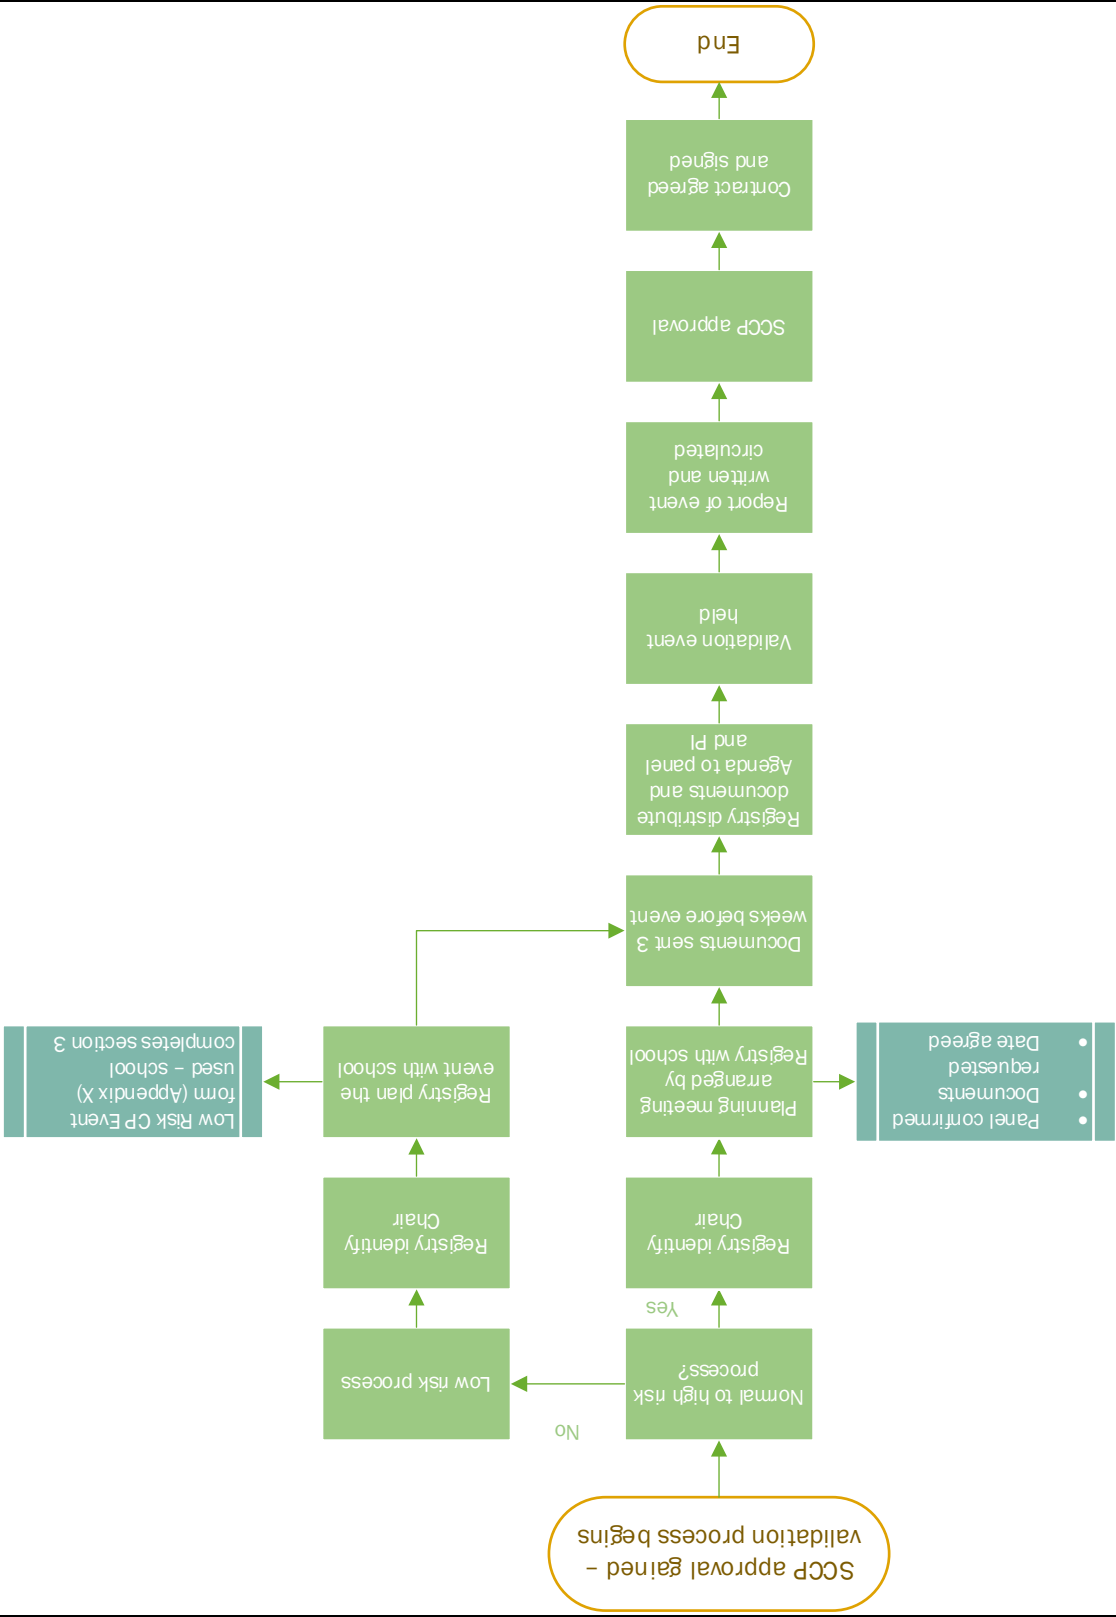 SCCP approval gained –
validation process begins
Normal to high risk
process?
No
Low risk process
Yes
Registry identify
Chair
Registry identify
Chair
• Panel confirmed
• Documents
requested
• Date agreed
Planning meeting
arranged by
Registry with school
Registry plan the
event with school
Low Risk CP Event
form (Appendix X)
used – school
completes section 3
Documents sent 3
weeks before event
Registry distribute
documents and
Agenda to panel
and PI
Validation event
held
Report of event
written and
circulated
SCCP approval
Contract agreed
and signed
End